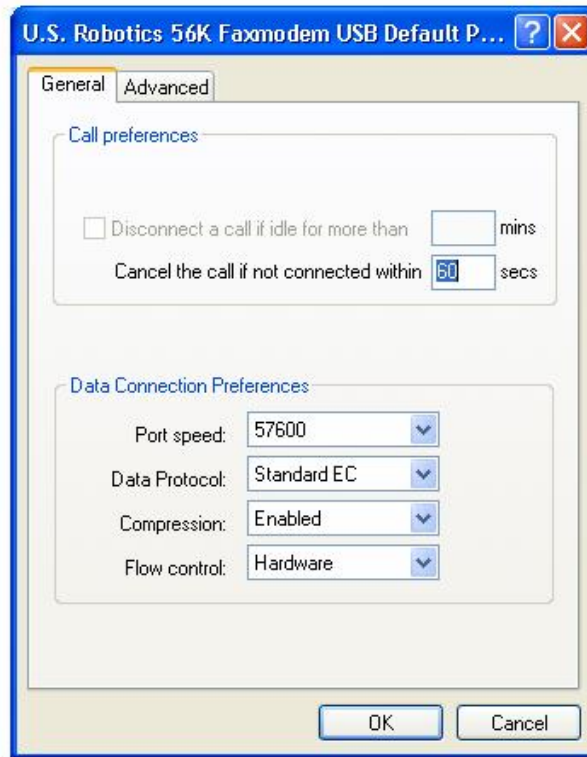 U.S. Robotics 56K Faxmodem USB Default P... ?
General Advanced
Call preferences
Disconnect a call if idle for more than mins
Cancel the call if not connected within 60 secs
Data Connection Preferences
Port speed: 57600
Data Protocol: Standard EC
Compression: Enabled
Flow control: Hardware
OK Cancel